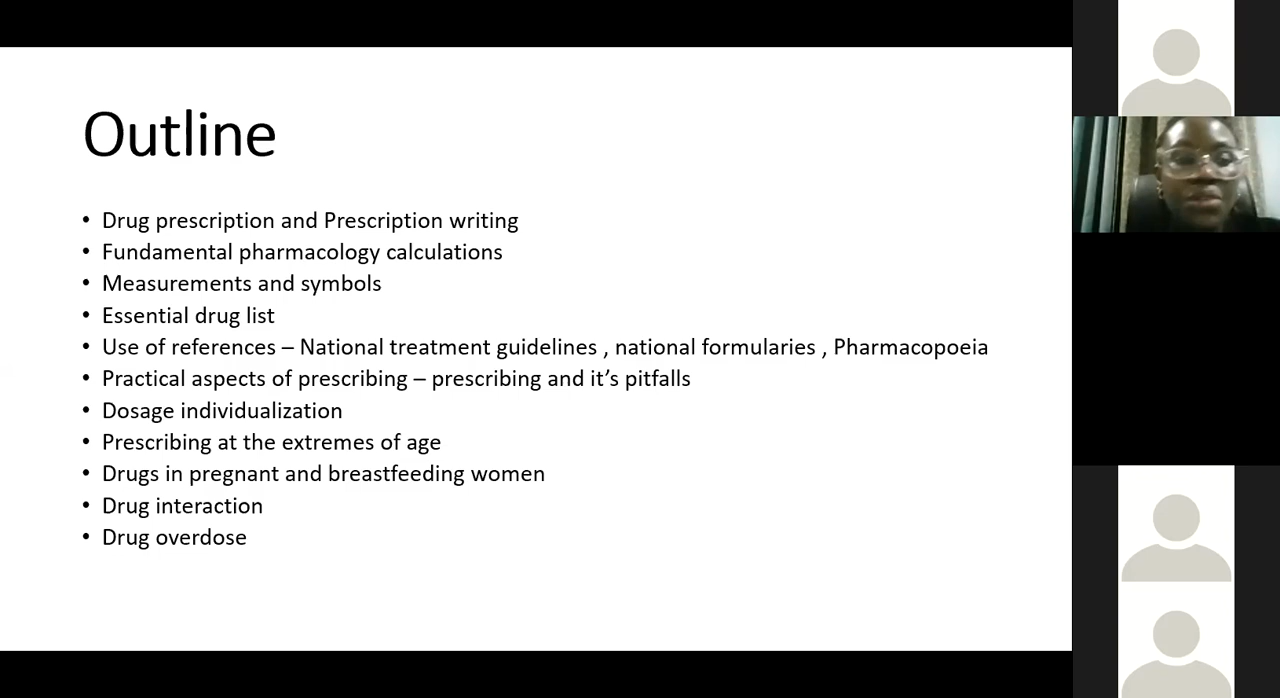 Outline
• Drug prescription and Prescription writing
• Fundamental pharmacology calculations
• Measurements and symbols
• Essential drug list
• Use of references – National treatment guidelines , national formularies , Pharmacopoeia
• Practical aspects of prescribing – prescribing and it’s pitfalls
• Dosage individualization
• Prescribing at the extremes of age
• Drugs in pregnant and breastfeeding women
• Drug interaction
• Drug overdose